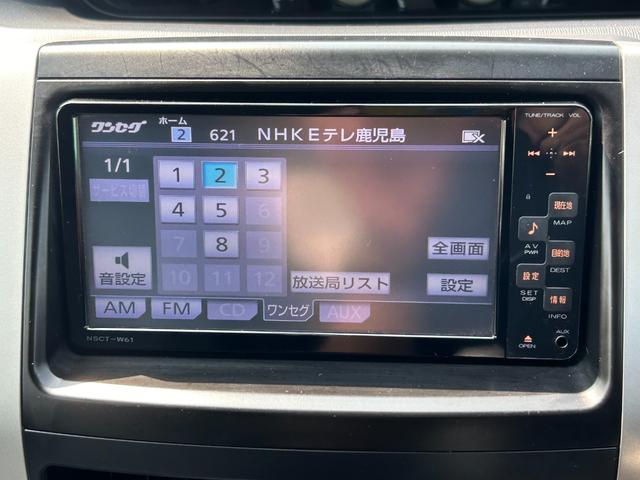 ワンセグ ホーム 2 621 NHKEテレ鹿児島
1/1
サービス切替
1 2 3
4 5 6
7 8 9
10 11 12
音設定
全画面
放送局リスト
設定
AM FM CD ワンセグ AUX
NSCT-W61
TUNE/TRACK VOL
+
−
現在地
MAP
♪
AV
PWR
目的地
DEST
設定
SET
DISP
情報
INFO
OPEN
AUX